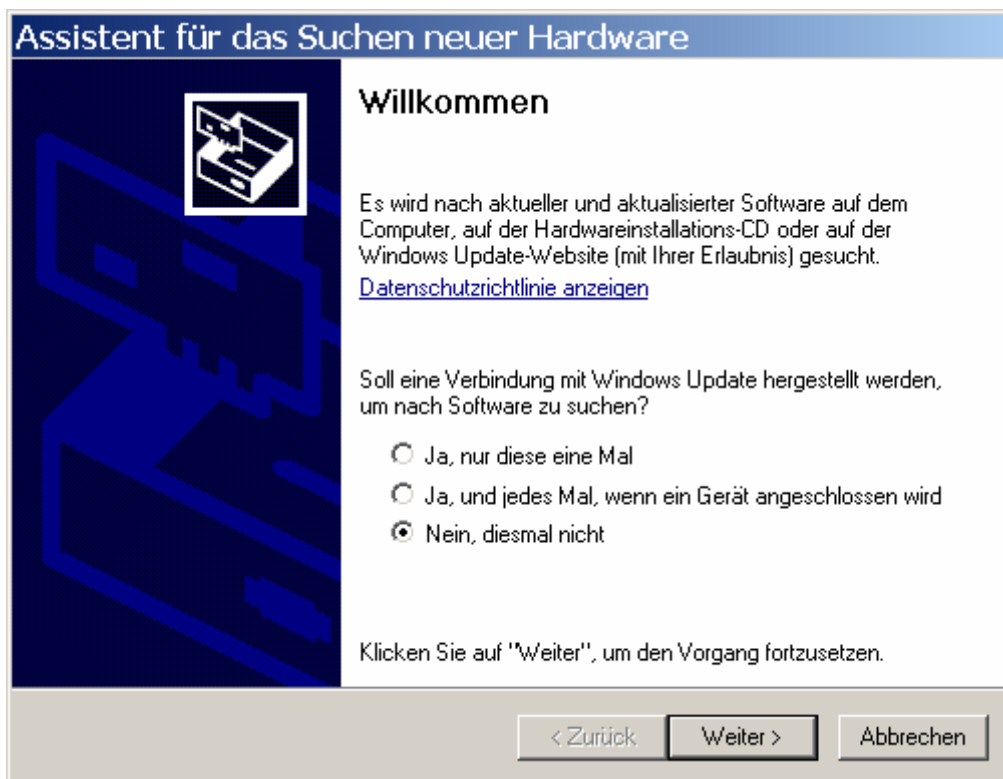 Assistent für das Suchen neuer Hardware
Willkommen
Es wird nach aktueller und aktualisierter Software auf dem
Computer, auf der Hardwareinstallations-CD oder auf der
Windows Update-Website (mit Ihrer Erlaubnis) gesucht.
Datenschutzrichtlinie anzeigen
Soll eine Verbindung mit Windows Update hergestellt werden,
um nach Software zu suchen?
Ja, nur diese eine Mal
Ja, und jedes Mal, wenn ein Gerät angeschlossen wird
Nein, diesmal nicht
Klicken Sie auf "Weiter", um den Vorgang fortzusetzen.
< Zurück Weiter > Abbrechen